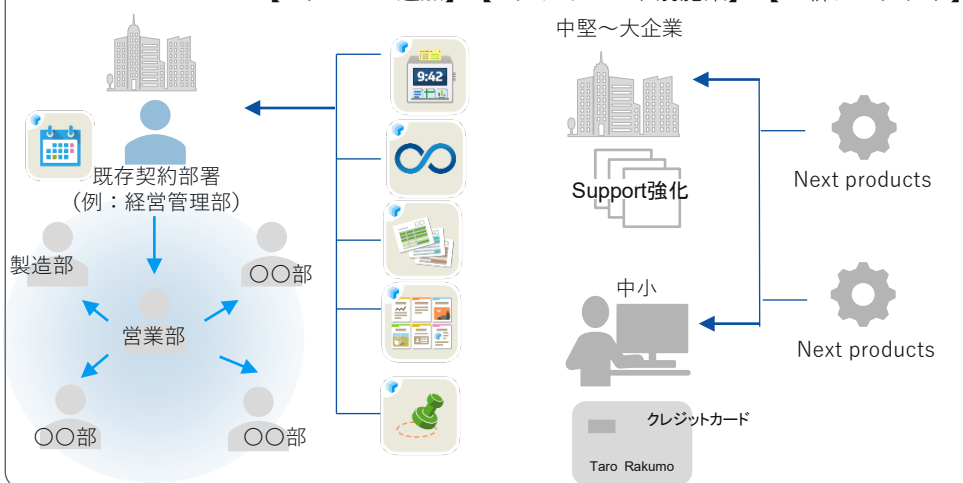 中堅～大企業
9:42
既存契約部署
（例：経営管理部）
Support強化
Next products
製造部
〇〇部
営業部
中小
Next products
〇〇部
〇〇部
クレジットカード
Taro Rakumo